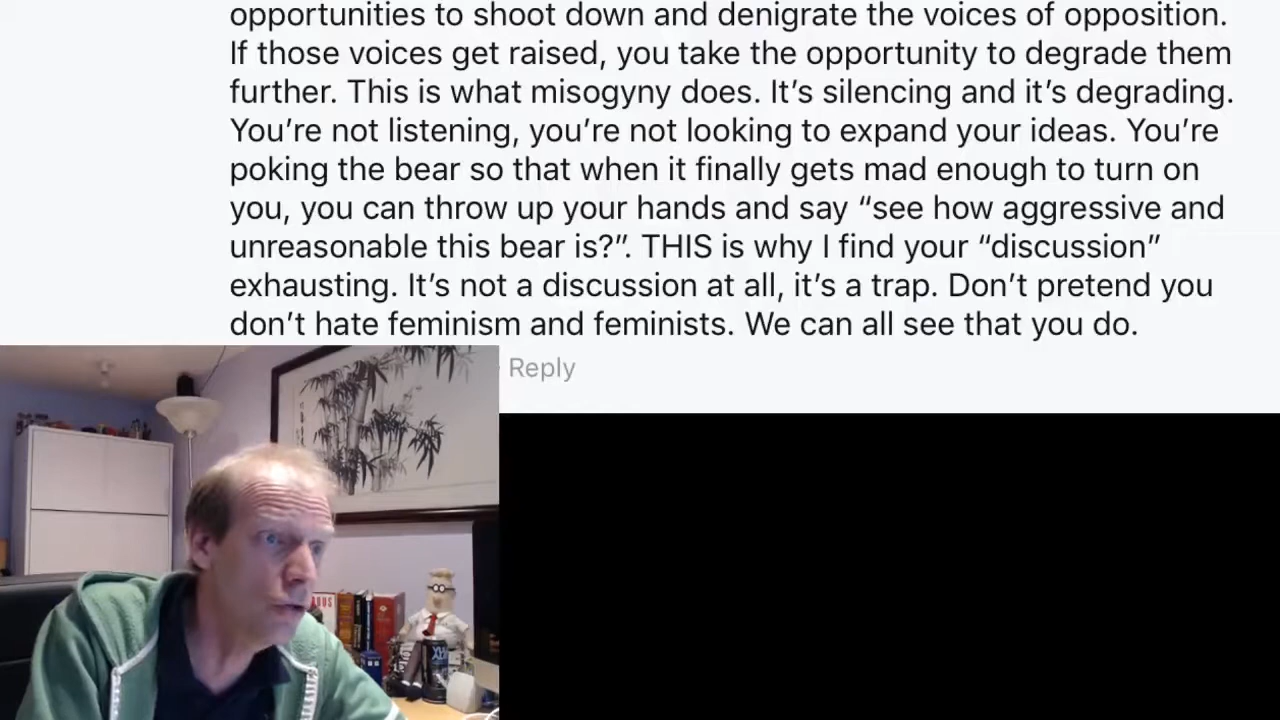 opportunities to shoot down and denigrate the voices of opposition.
If those voices get raised, you take the opportunity to degrade them
further. This is what misogyny does. It’s silencing and it’s degrading.
You’re not listening, you’re not looking to expand your ideas. You’re
poking the bear so that when it finally gets mad enough to turn on
you, you can throw up your hands and say “see how aggressive and
unreasonable this bear is?”. THIS is why I find your “discussion”
exhausting. It’s not a discussion at all, it’s a trap. Don’t pretend you
don’t hate feminism and feminists. We can all see that you do.
Reply